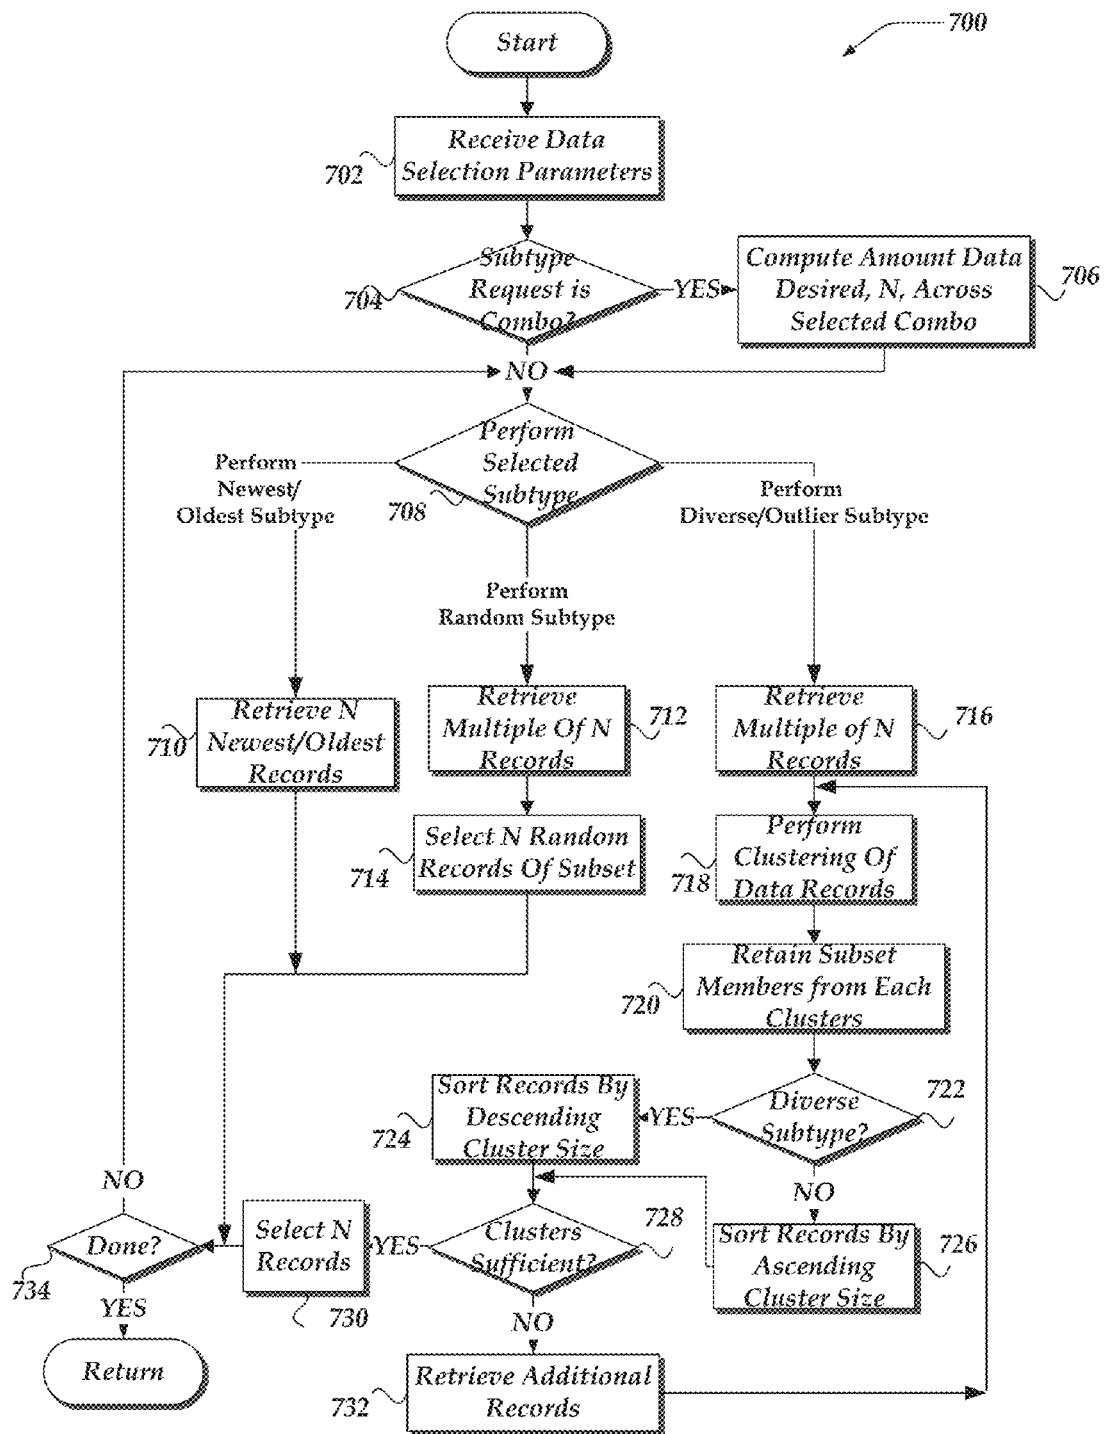 700
Start
Receive Data
Selection Parameters
702
Subtype
Request is
Combo?
704
YES
Compute Amount Data
Desired, N, Across
Selected Combo
706
NO
Perform
Selected
Subtype
708
Perform
Newest/
Oldest Subtype
Perform
Diverse/Outlier Subtype
Perform
Random Subtype
Retrieve N
Newest/Oldest
Records
710
Retrieve
Multiple Of N
Records
712
Retrieve
Multiple of N
Records
716
Select N Random
Records Of Subset
714
Perform
Clustering Of
Data Records
718
Retain Subset
Members from Each
Clusters
720
Diverse
Subtype?
722
YES
Sort Records By
Descending
Cluster Size
724
NO
Sort Records By
Ascending
Cluster Size
726
Clusters
Sufficient?
728
YES
Select N
Records
730
NO
Retrieve Additional
Records
732
NO
Done?
734
YES
Return